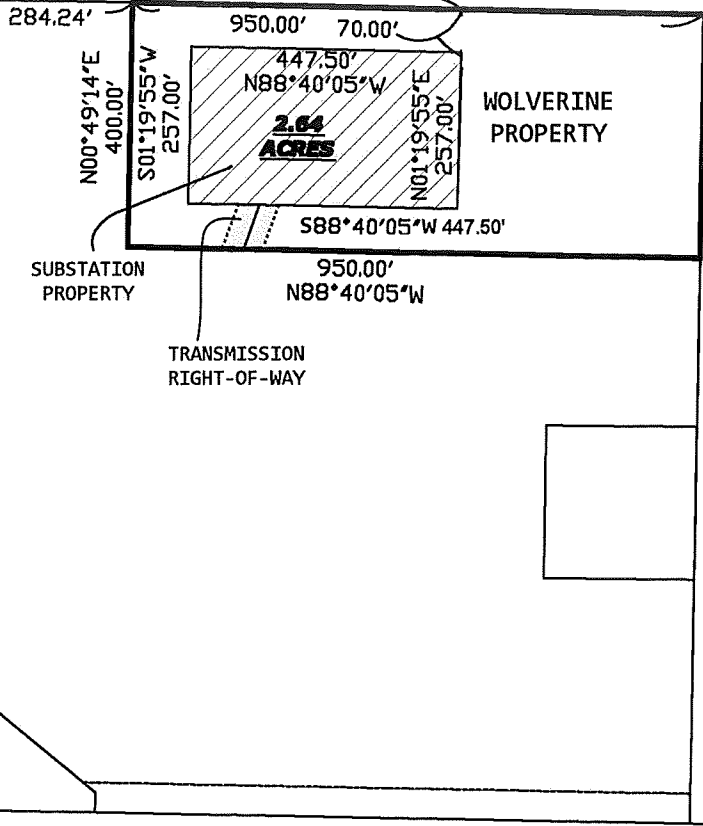 284.24'
950.00'
70.00'
447.50'
N88°40'05"W
N00°49'14"E
400.00'
S01°19'55"W
257.00'
2.64
ACRES
N01°19'55"E
257.00'
WOLVERINE
PROPERTY
S88°40'05"W 447.50'
SUBSTATION
PROPERTY
950.00'
N88°40'05"W
TRANSMISSION
RIGHT-OF-WAY